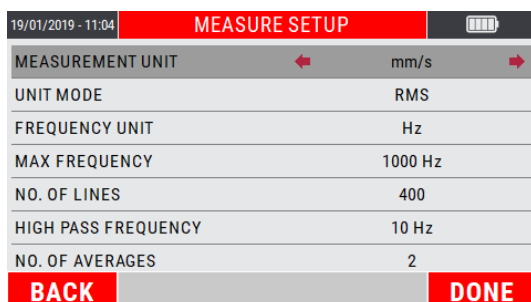 19/01/2019 - 11:04 MEASURE SETUP
MEASUREMENT UNIT mm/s
UNIT MODE RMS
FREQUENCY UNIT Hz
MAX FREQUENCY 1000 Hz
NO. OF LINES 400
HIGH PASS FREQUENCY 10 Hz
NO. OF AVERAGES 2
BACK DONE